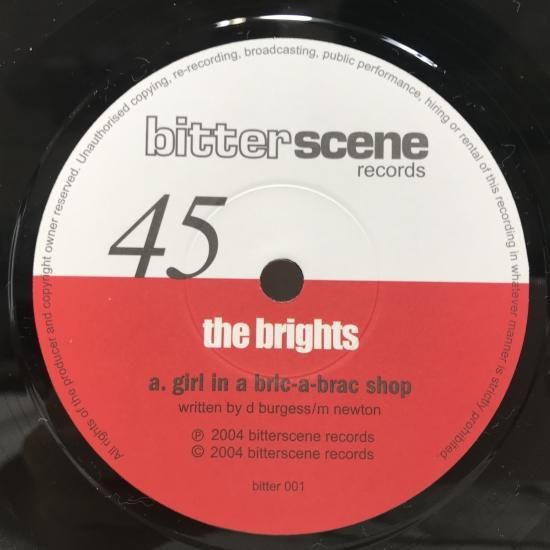 All rights of the producer and copyright owner reserved. Unauthorised copying, re-recording, broadcasting, public performance, hiring or rental of this recording in whatever manner is strictly prohibited.
bitterscene
records
45
the brights
a. girl in a bric-a-brac shop
written by d burgess/m newton
℗ 2004 bitterscene records
© 2004 bitterscene records
bitter 001